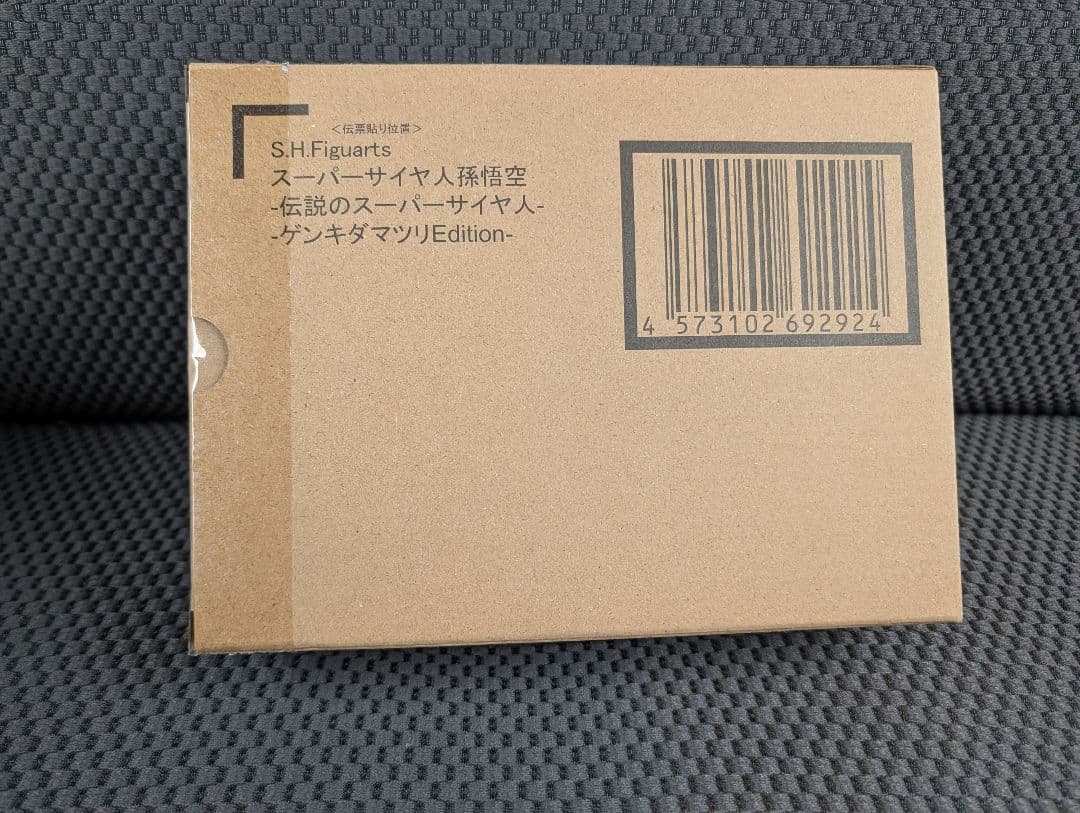 ＜伝票貼り位置＞
S.H.Figuarts
スーパーサイヤ人孫悟空
-伝説のスーパーサイヤ人-
-ゲンキダマツリEdition-
4 573102 692924